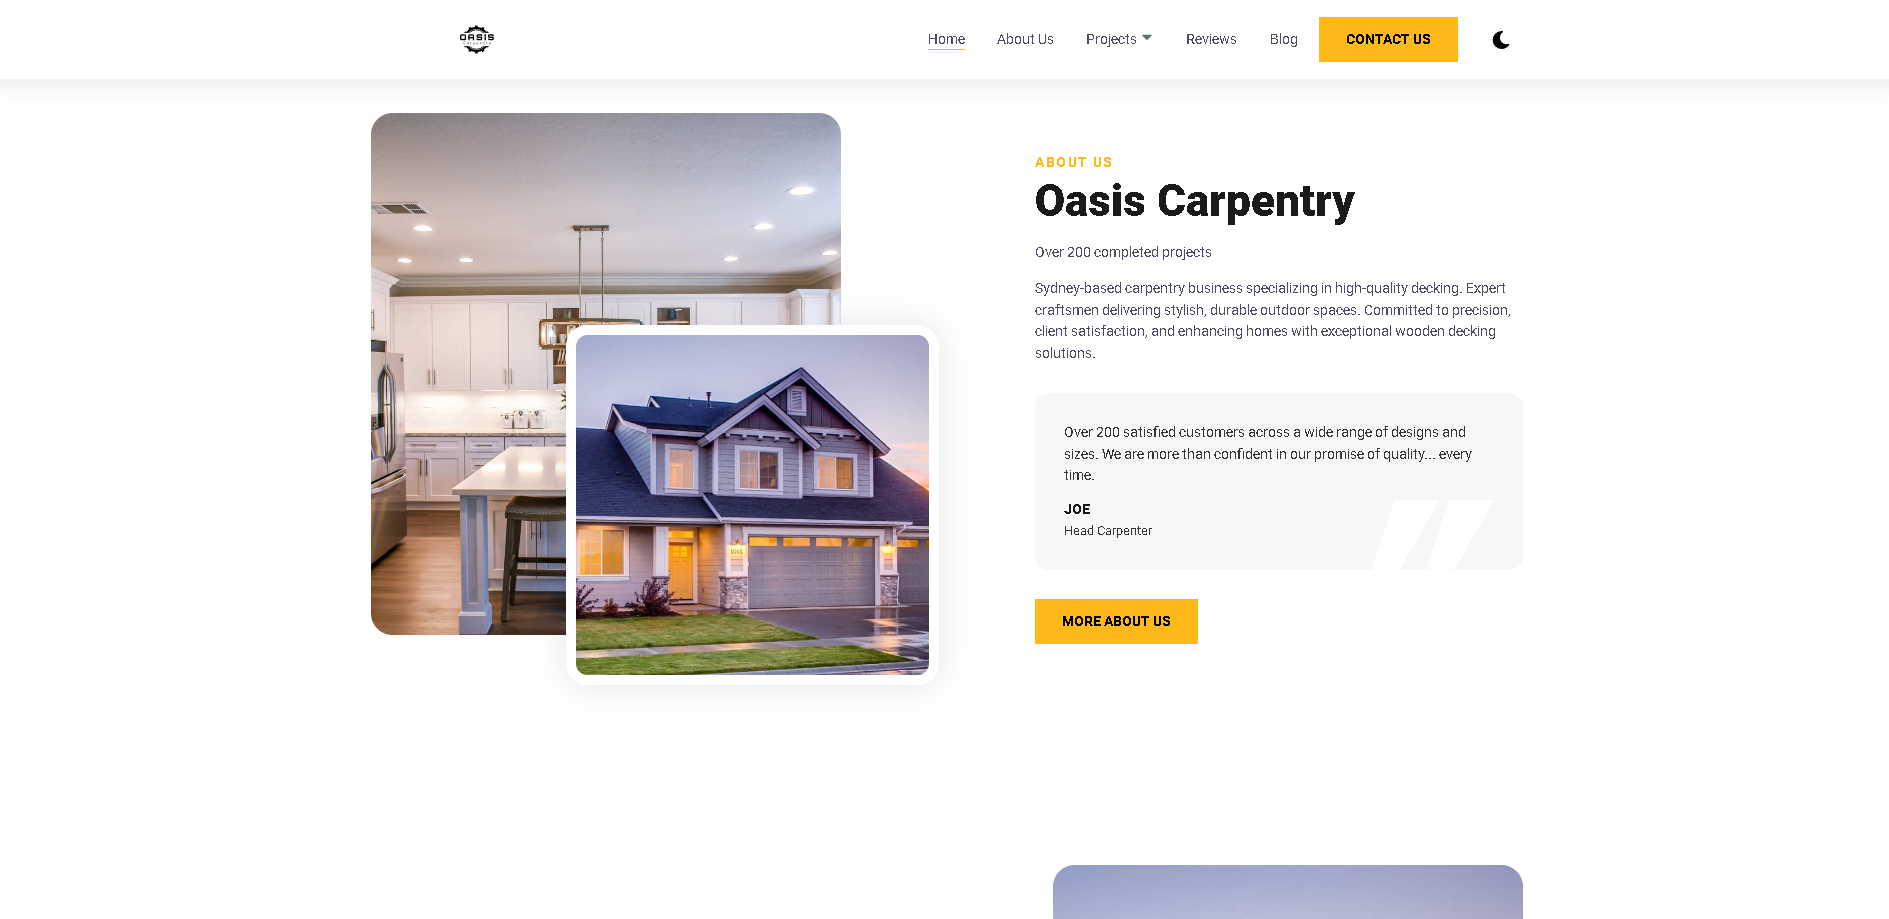 OASIS
Home
About Us
Projects
Reviews
Blog
CONTACT US
ABOUT US
Oasis Carpentry
Over 200 completed projects
Sydney-based carpentry business specializing in high-quality decking. Expert
craftsmen delivering stylish, durable outdoor spaces. Committed to precision,
client satisfaction, and enhancing homes with exceptional wooden decking
solutions.
Over 200 satisfied customers across a wide range of designs and
sizes. We are more than confident in our promise of quality... every
time.
JOE
Head Carpenter
MORE ABOUT US